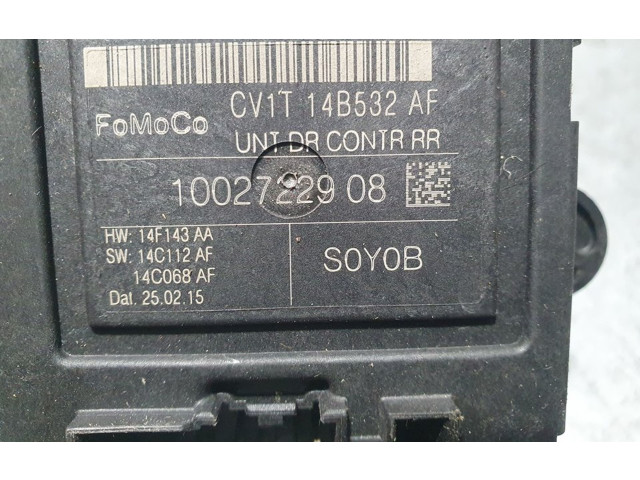 FoMoCo CV1T 14B532 AF
UNT DR CONTR RR
10027229 08
HW: 14F143 AA
SW: 14C112 AF
14C068 AF
Dat. 25.02.15
S0Y0B